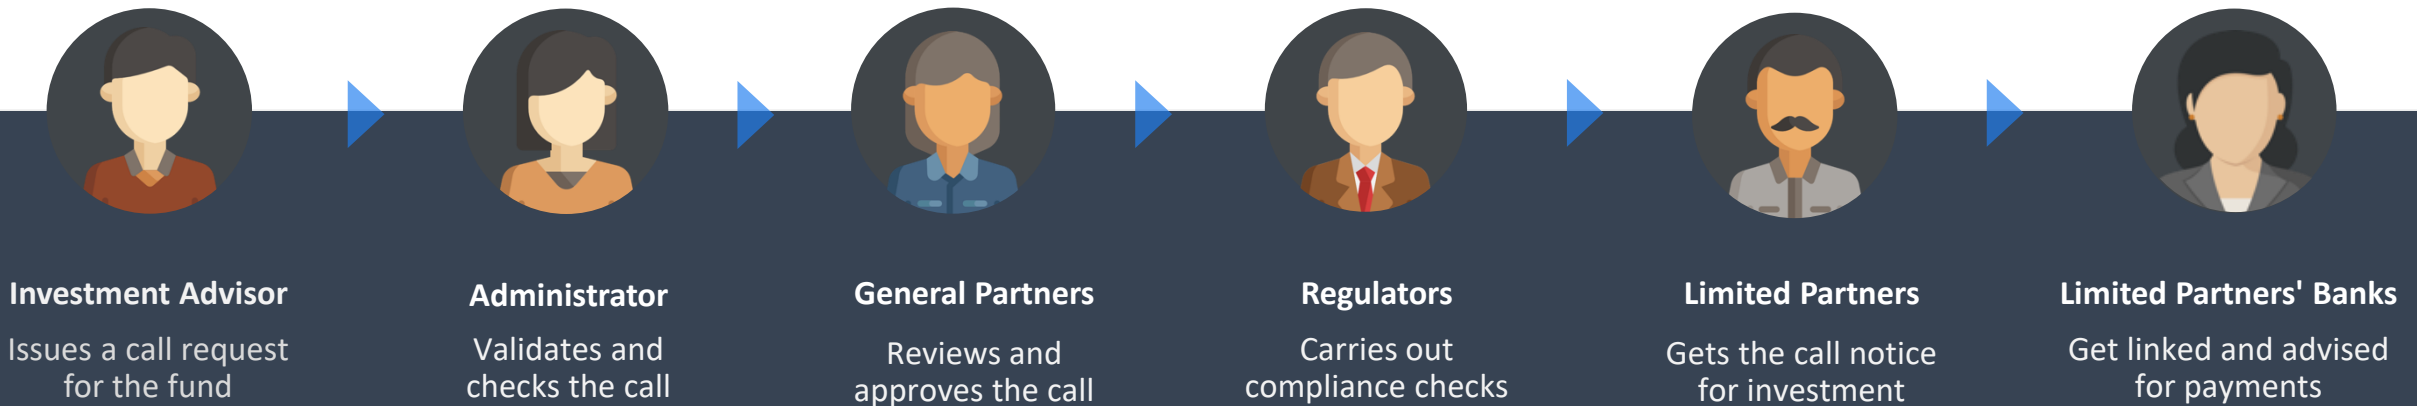 Investment Advisor
Issues a call request
for the fund
Administrator
Validates and
checks the call
General Partners
Reviews and
approves the call
Regulators
Carries out
compliance checks
Limited Partners
Gets the call notice
for investment
Limited Partners' Banks
Get linked and advised
for payments